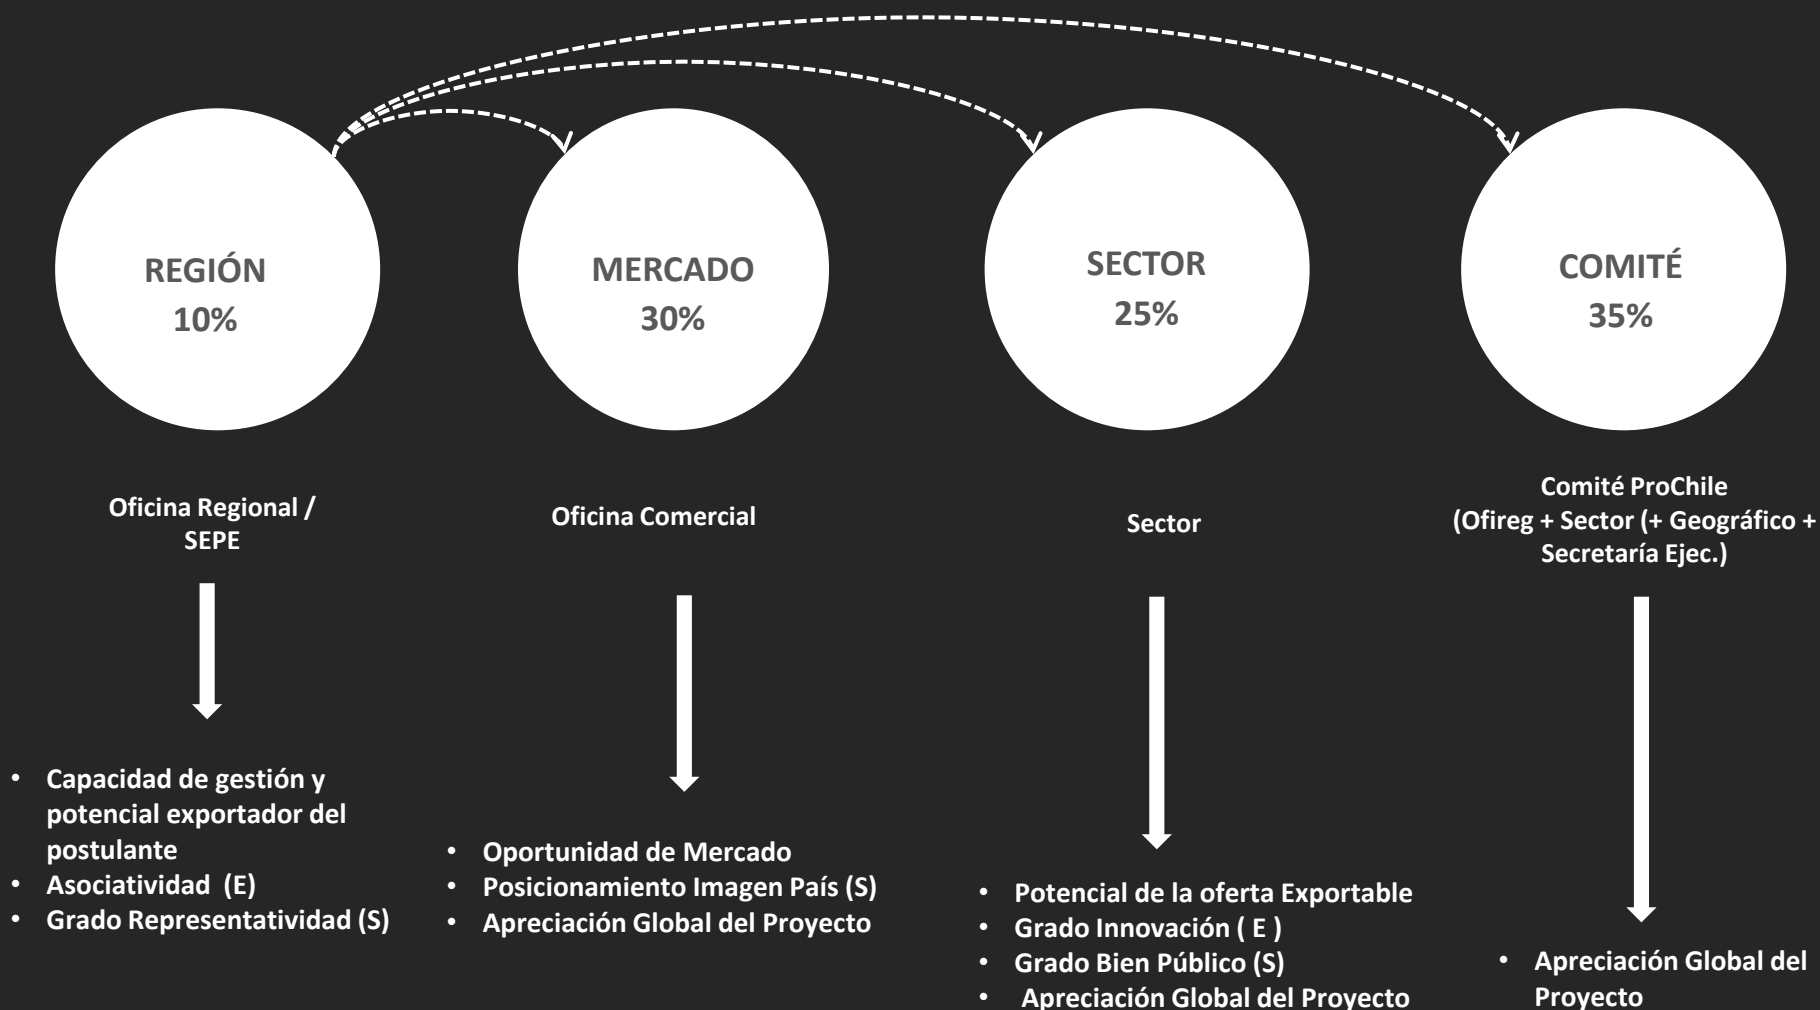 REGIÓN
10%
MERCADO
30%
SECTOR
25%
COMITÉ
35%
Oficina Regional /
SEPE
Oficina Comercial
Sector
Comité ProChile
(Ofireg + Sector (+ Geográfico +
Secretaría Ejec.)
• Capacidad de gestión y
potencial exportador del
postulante
• Asociatividad (E)
• Grado Representatividad (S)
• Oportunidad de Mercado
• Posicionamiento Imagen País (S)
• Apreciación Global del Proyecto
• Potencial de la oferta Exportable
• Grado Innovación ( E )
• Grado Bien Público (S)
• Apreciación Global del Proyecto
• Apreciación Global del
Proyecto